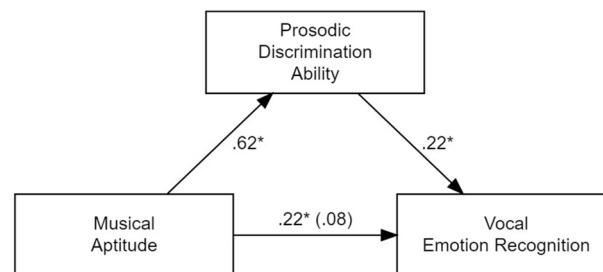 Prosodic
Discrimination
Ability
.62*
.22*
Musical
Aptitude
.22* (.08)
Vocal
Emotion Recognition